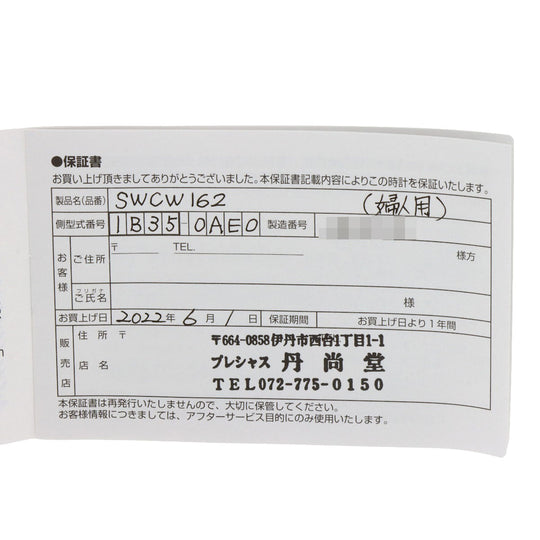 ●保証書
お買い上げ頂きましてありがとうございました。本保証書記載内容によりこの時計を保証いたします。
製品名(品番) SWCW162 (婦人用)
側型式番号 1B35-0AE0 製造番号
お客様 ご住所 〒 TEL. 様方
フリガナ
ご氏名 様
お買上げ日 2022年 6月 1日 保証期間 お買上げ日より1年間
販売店 住所 〒 〒664-0858伊丹市西台1丁目1-1
店名 プレシャス 丹尚堂
TEL072-775-0150
本保証書は再発行いたしませんので、大切に保管してください。
お客様情報につきましては、アフターサービス目的にのみ使用いたします。